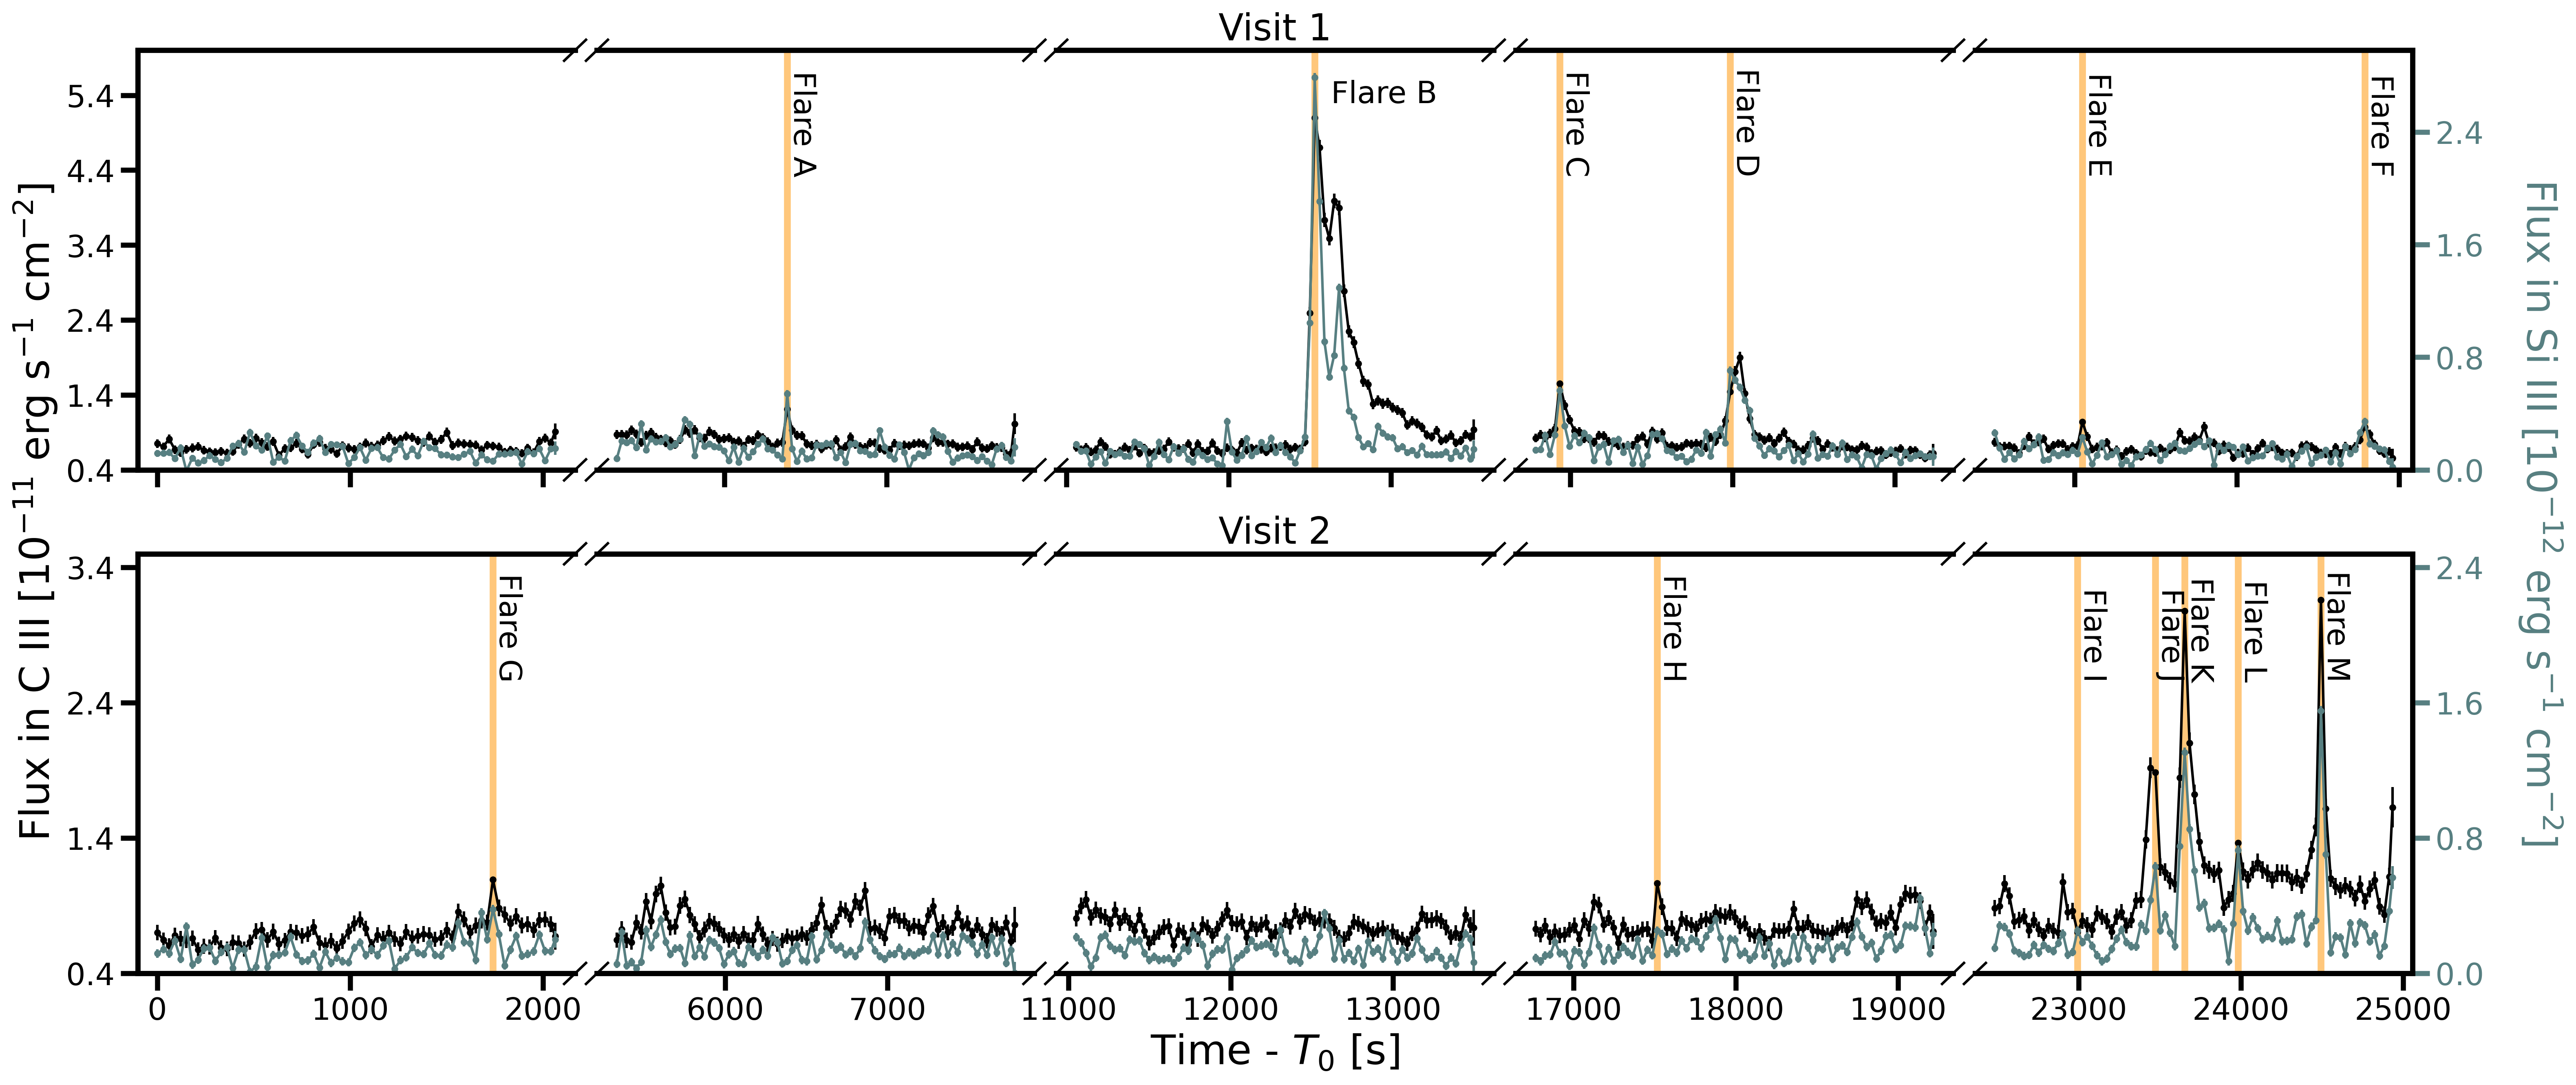 Visit 1
Flux in C III [10⁻¹¹ erg s⁻¹ cm⁻²]
5.4
4.4
3.4
2.4
1.4
0.4
Flare A
Flare B
Flare C
Flare D
Flare E
Flare F
2.4
1.6
0.8
0.0
Flux in Si III [10⁻¹² erg s⁻¹ cm⁻²]
Visit 2
3.4
2.4
1.4
0.4
Flare G
Flare H
Flare I
Flare J
Flare K
Flare L
Flare M
2.4
1.6
0.8
0.0
0 1000 2000 6000 7000 11000 12000 13000 17000 18000 19000 23000 24000 25000
Time - T₀ [s]